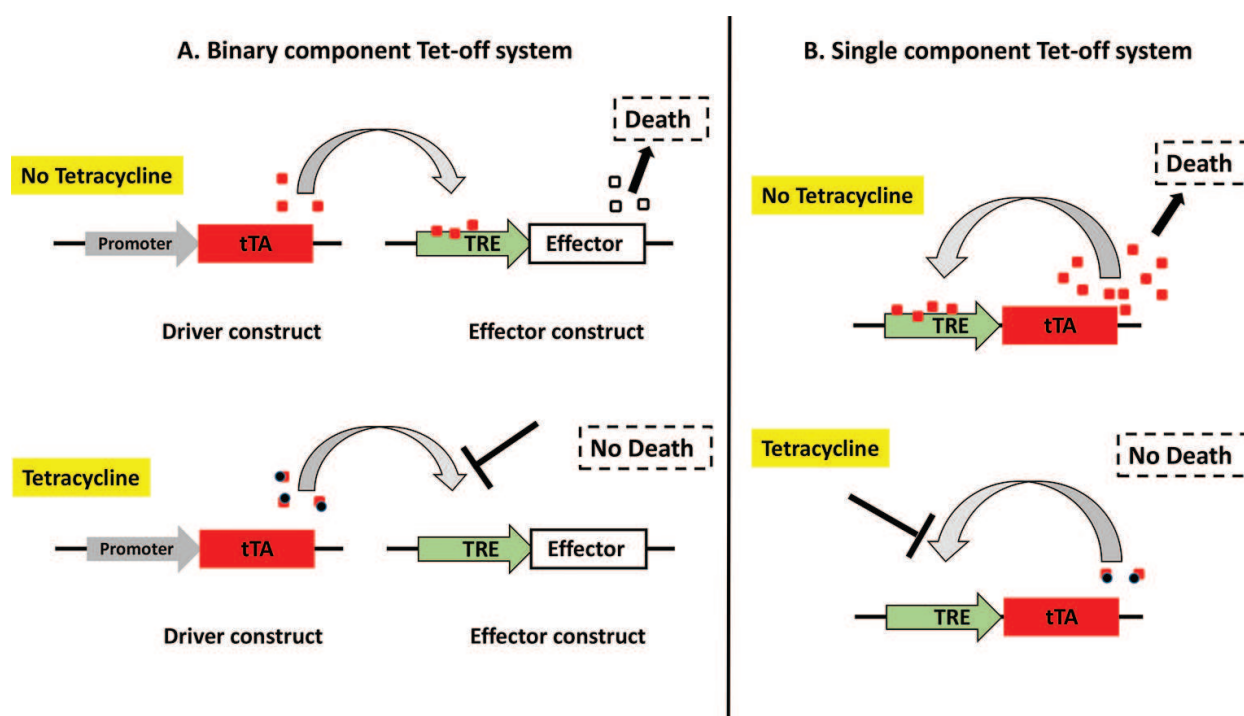 A. Binary component Tet-off system
No Tetracycline
Death
Promoter
tTA
TRE
Effector
Driver construct
Effector construct
Tetracycline
No Death
Promoter
tTA
TRE
Effector
Driver construct
Effector construct
B. Single component Tet-off system
No Tetracycline
Death
TRE
tTA
Tetracycline
No Death
TRE
tTA